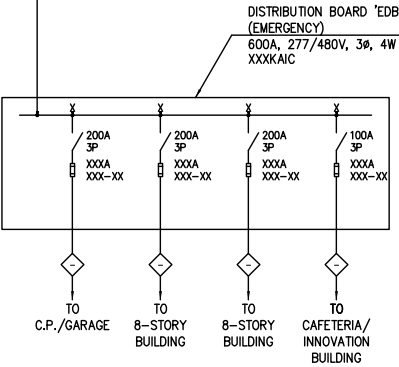 DISTRIBUTION BOARD 'EDB
(EMERGENCY)
600A, 277/480V, 3ø, 4W
XXXKAIC
200A
3P
XXXA
XXX-XX
200A
3P
XXXA
XXX-XX
200A
3P
XXXA
XXX-XX
100A
3P
XXXA
XXX-XX
TO
C.P./GARAGE
TO
8-STORY
BUILDING
TO
8-STORY
BUILDING
TO
CAFETERIA/
INNOVATION
BUILDING